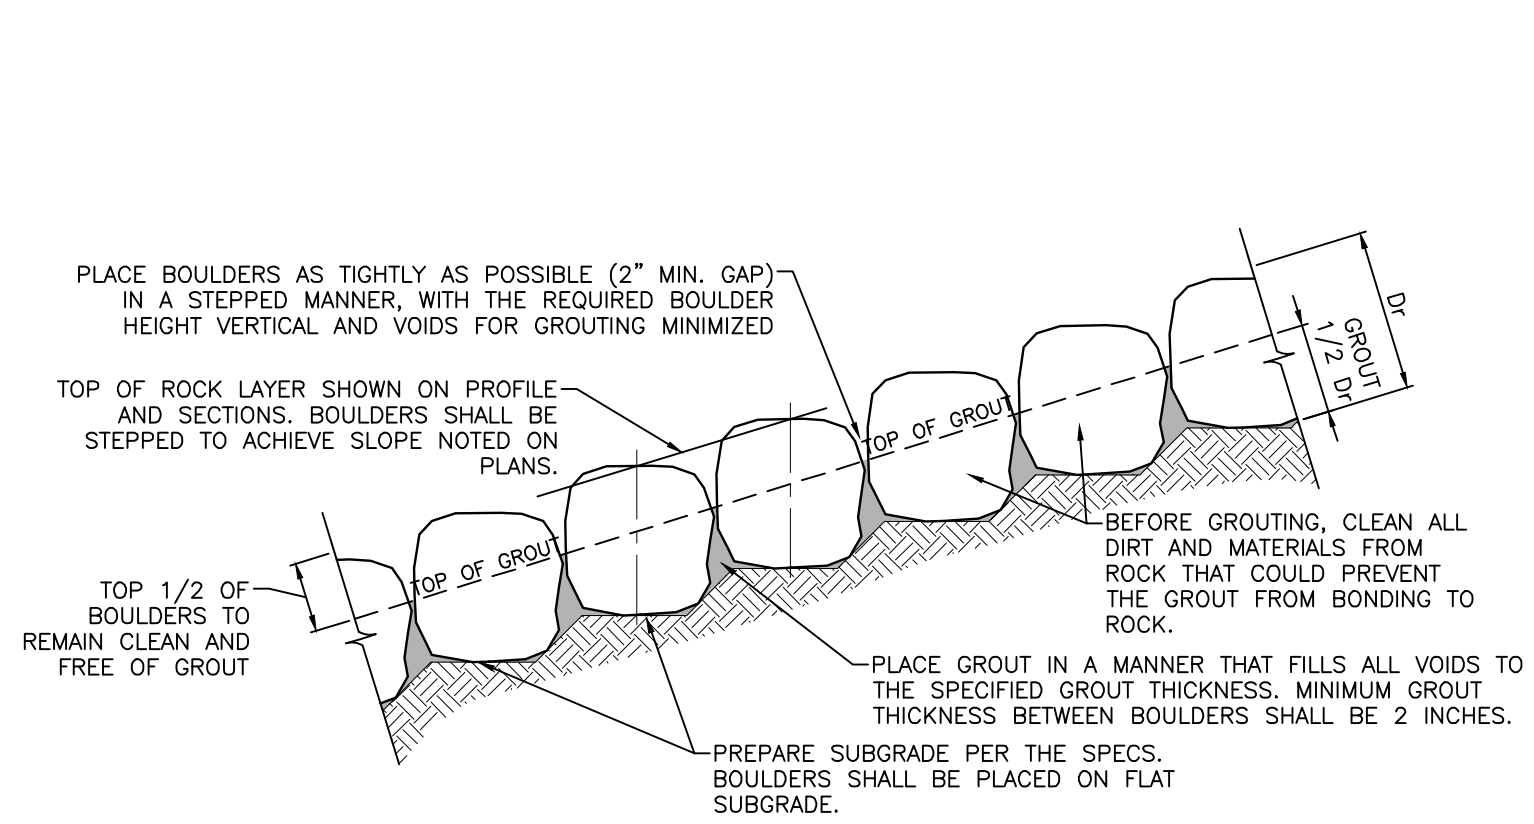 PLACE BOULDERS AS TIGHTLY AS POSSIBLE (2” MIN. GAP)
IN A STEPPED MANNER, WITH THE REQUIRED BOULDER
HEIGHT VERTICAL AND VOIDS FOR GROUTING MINIMIZED
TOP OF ROCK LAYER SHOWN ON PROFILE
AND SECTIONS. BOULDERS SHALL BE
STEPPED TO ACHIEVE SLOPE NOTED ON
PLANS.
Dr
GROUT
1/2 Dr
TOP OF GROUT
TOP OF GROUT
TOP 1/2 OF
BOULDERS TO
REMAIN CLEAN AND
FREE OF GROUT
BEFORE GROUTING, CLEAN ALL
DIRT AND MATERIALS FROM
ROCK THAT COULD PREVENT
THE GROUT FROM BONDING TO
ROCK.
PLACE GROUT IN A MANNER THAT FILLS ALL VOIDS TO
THE SPECIFIED GROUT THICKNESS. MINIMUM GROUT
THICKNESS BETWEEN BOULDERS SHALL BE 2 INCHES.
PREPARE SUBGRADE PER THE SPECS.
BOULDERS SHALL BE PLACED ON FLAT
SUBGRADE.